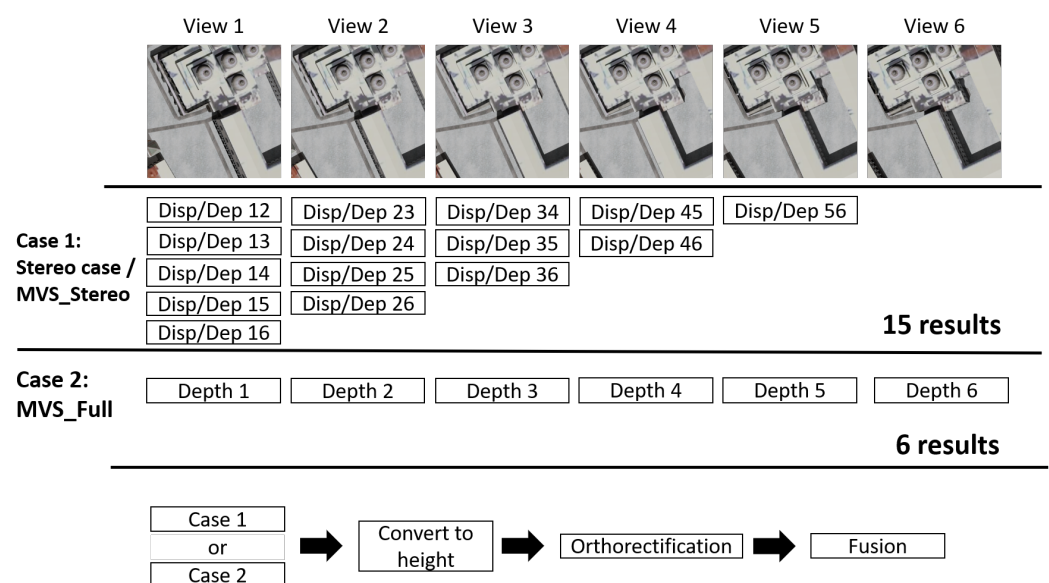 View 1 View 2 View 3 View 4 View 5 View 6
Case 1:
Stereo case /
MVS_Stereo
Disp/Dep 12 Disp/Dep 23 Disp/Dep 34 Disp/Dep 45 Disp/Dep 56
Disp/Dep 13 Disp/Dep 24 Disp/Dep 35 Disp/Dep 46
Disp/Dep 14 Disp/Dep 25 Disp/Dep 36
Disp/Dep 15 Disp/Dep 26
Disp/Dep 16
15 results
Case 2:
MVS_Full
Depth 1 Depth 2 Depth 3 Depth 4 Depth 5 Depth 6
6 results
Case 1
or
Case 2
Convert to
height
Orthorectification
Fusion